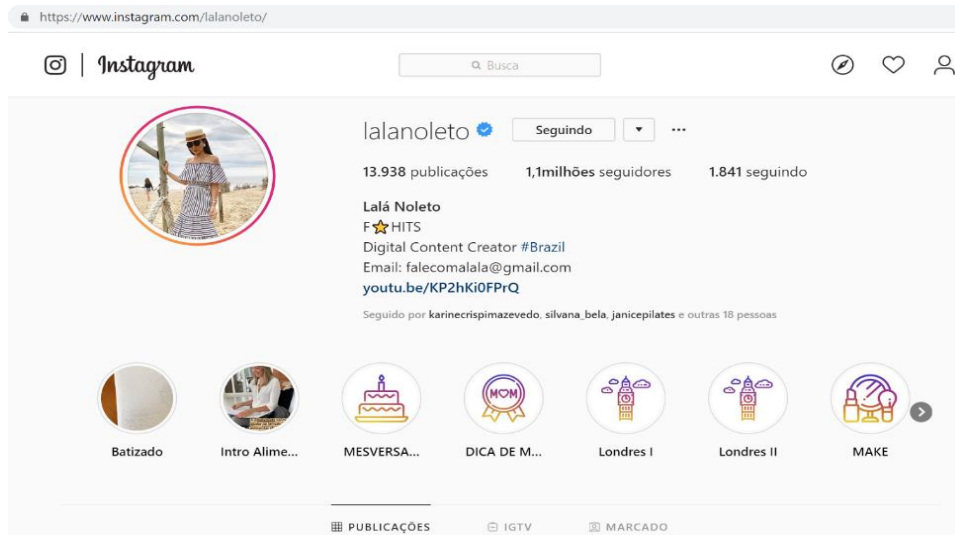 https://www.instagram.com/lalanoleto/
Instagram
Busca
lalanoleto Seguindo
13.938 publicações 1,1milhões seguidores 1.841 seguindo
Lalá Noleto
F⭐HITS
Digital Content Creator #Brazil
Email: falecomalala@gmail.com
youtu.be/KP2hKi0FPrQ
Seguido por karinecrispimazevedo, silvana_bela, janicepilates e outras 18 pessoas
MOM
Batizado Intro Alime... MESVERSA... DICA DE M... Londres I Londres II MAKE
PUBLICAÇÕES IGTV MARCADO